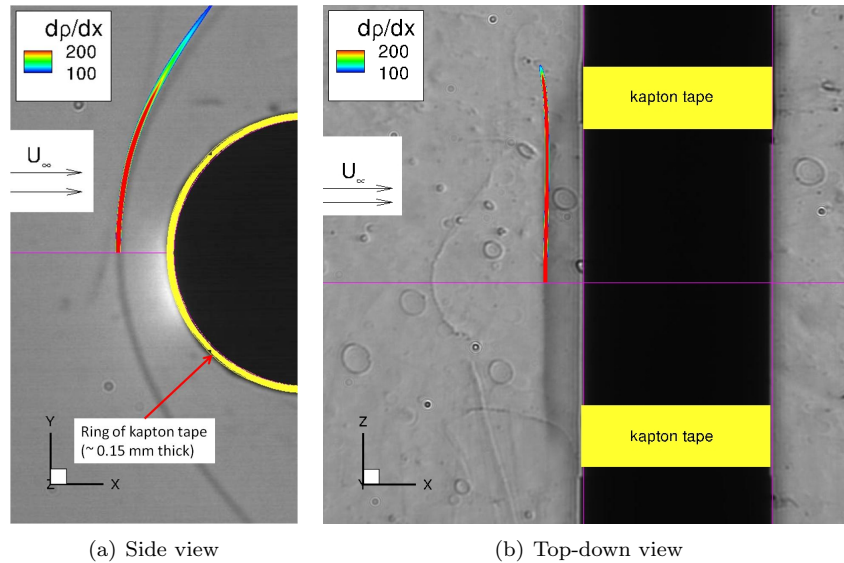 dρ/dx
200
100
U∞
Ring of kapton tape
(~ 0.15 mm thick)
Y
Z
X
(a) Side view
dρ/dx
200
100
U∞
kapton tape
kapton tape
Z
Y
X
(b) Top-down view